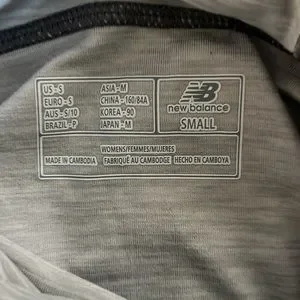 US-S ASIA-M
EURO-S CHINA-160/84A
AUS-S/10 KOREA-90
BRAZIL-P JAPAN-M
NB
new balance
SMALL
WOMENS/FEMMES/MUJERES
MADE IN CAMBODIA FABRIQUÉ AU CAMBODGE HECHO EN CAMBOYA